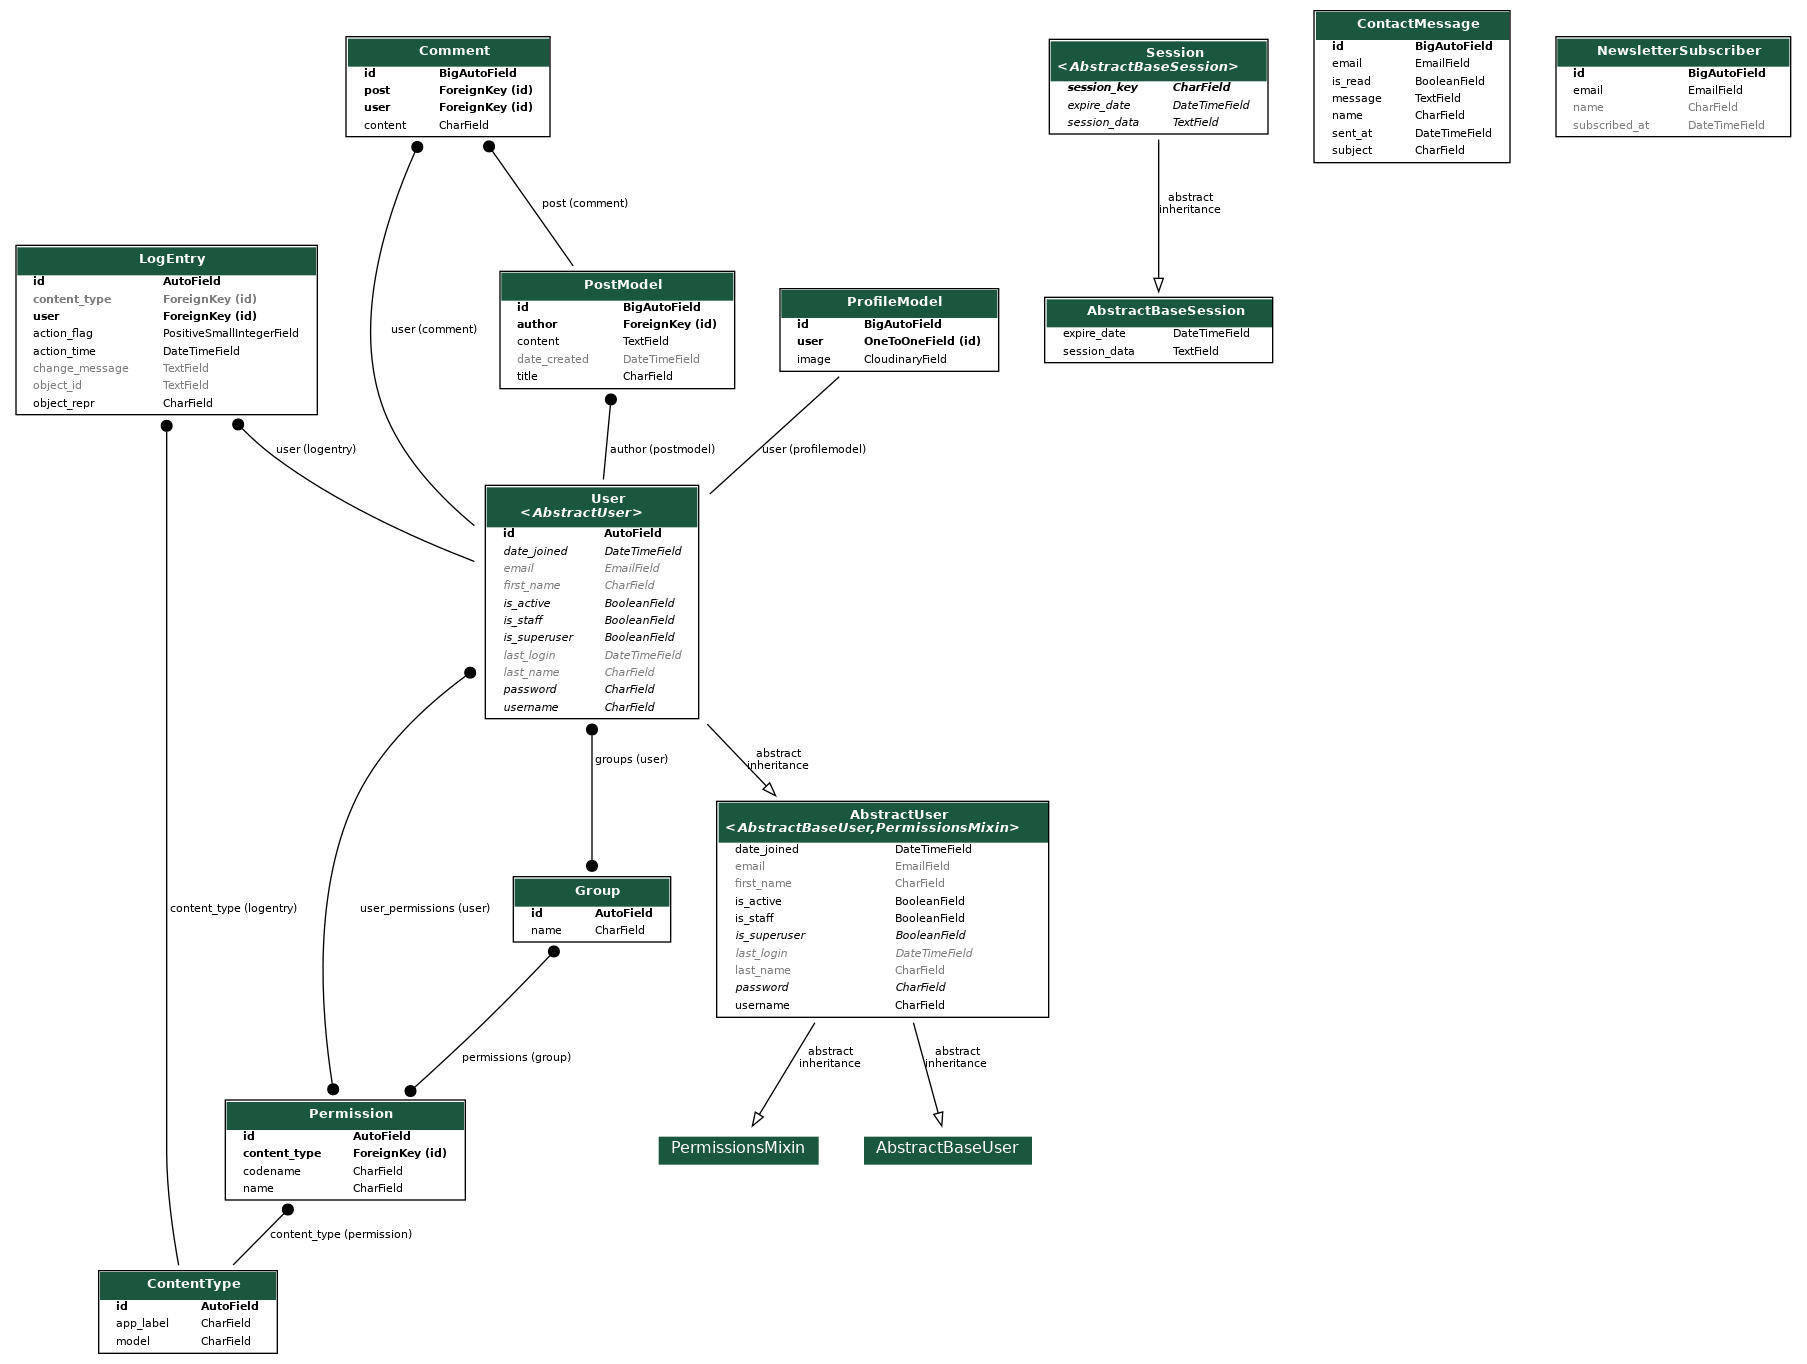 Comment
id BigAutoField
post ForeignKey (id)
user ForeignKey (id)
content CharField
Session
<AbstractBaseSession>
session_key CharField
expire_date DateTimeField
session_data TextField
ContactMessage
id BigAutoField
email EmailField
is_read BooleanField
message TextField
name CharField
sent_at DateTimeField
subject CharField
NewsletterSubscriber
id BigAutoField
email EmailField
name CharField
subscribed_at DateTimeField
post (comment)
abstract
inheritance
LogEntry
id AutoField
content_type ForeignKey (id)
user ForeignKey (id)
action_flag PositiveSmallIntegerField
action_time DateTimeField
change_message TextField
object_id TextField
object_repr CharField
user (comment)
PostModel
id BigAutoField
author ForeignKey (id)
content TextField
date_created DateTimeField
title CharField
ProfileModel
id BigAutoField
user OneToOneField (id)
image CloudinaryField
AbstractBaseSession
expire_date DateTimeField
session_data TextField
user (logentry)
author (postmodel)
user (profilemodel)
User
<AbstractUser>
id AutoField
date_joined DateTimeField
email EmailField
first_name CharField
is_active BooleanField
is_staff BooleanField
is_superuser BooleanField
last_login DateTimeField
last_name CharField
password CharField
username CharField
groups (user)
abstract
inheritance
content_type (logentry)
user_permissions (user)
Group
id AutoField
name CharField
AbstractUser
<AbstractBaseUser,PermissionsMixin>
date_joined DateTimeField
email EmailField
first_name CharField
is_active BooleanField
is_staff BooleanField
is_superuser BooleanField
last_login DateTimeField
last_name CharField
password CharField
username CharField
permissions (group)
abstract
inheritance
abstract
inheritance
Permission
id AutoField
content_type ForeignKey (id)
codename CharField
name CharField
PermissionsMixin
AbstractBaseUser
content_type (permission)
ContentType
id AutoField
app_label CharField
model CharField